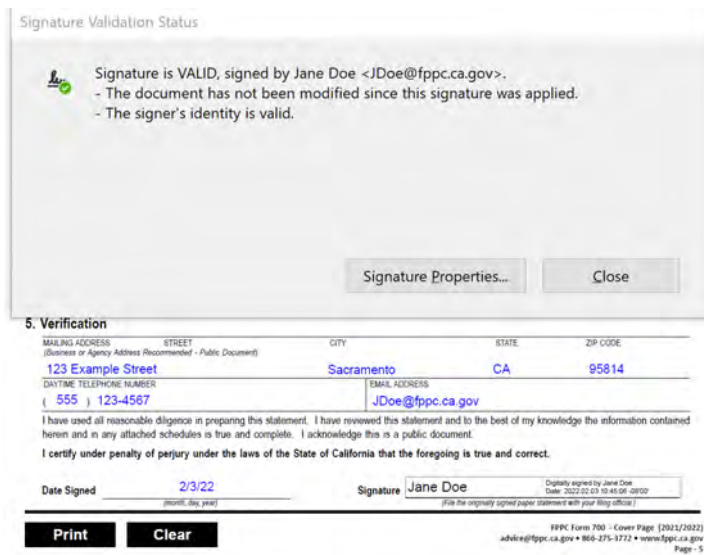 Signature Validation Status
Signature is VALID, signed by Jane Doe <JDoe@fppc.ca.gov>.
- The document has not been modified since this signature was applied.
- The signer's identity is valid.
Signature Properties... Close
5. Verification
MAILING ADDRESS STREET CITY STATE ZIP CODE
(Business or Agency Address Recommended - Public Document)
123 Example Street Sacramento CA 95814
DAYTIME TELEPHONE NUMBER EMAIL ADDRESS
( 555 ) 123-4567 JDoe@fppc.ca.gov
I have used all reasonable diligence in preparing this statement. I have reviewed this statement and to the best of my knowledge the information contained
herein and in any attached schedules is true and complete. I acknowledge this is a public document.
I certify under penalty of perjury under the laws of the State of California that the foregoing is true and correct.
Date Signed 2/3/22 Signature Jane Doe Digitally signed by Jane Doe
Date: 2022.02.03 10:45:06 -08'00'
(month, day, year) (File the originally signed paper statement with your filing official.)
Print Clear
FPPC Form 700 - Cover Page (2021/2022)
advice@fppc.ca.gov • 866-275-3772 • www.fppc.ca.gov
Page - 5